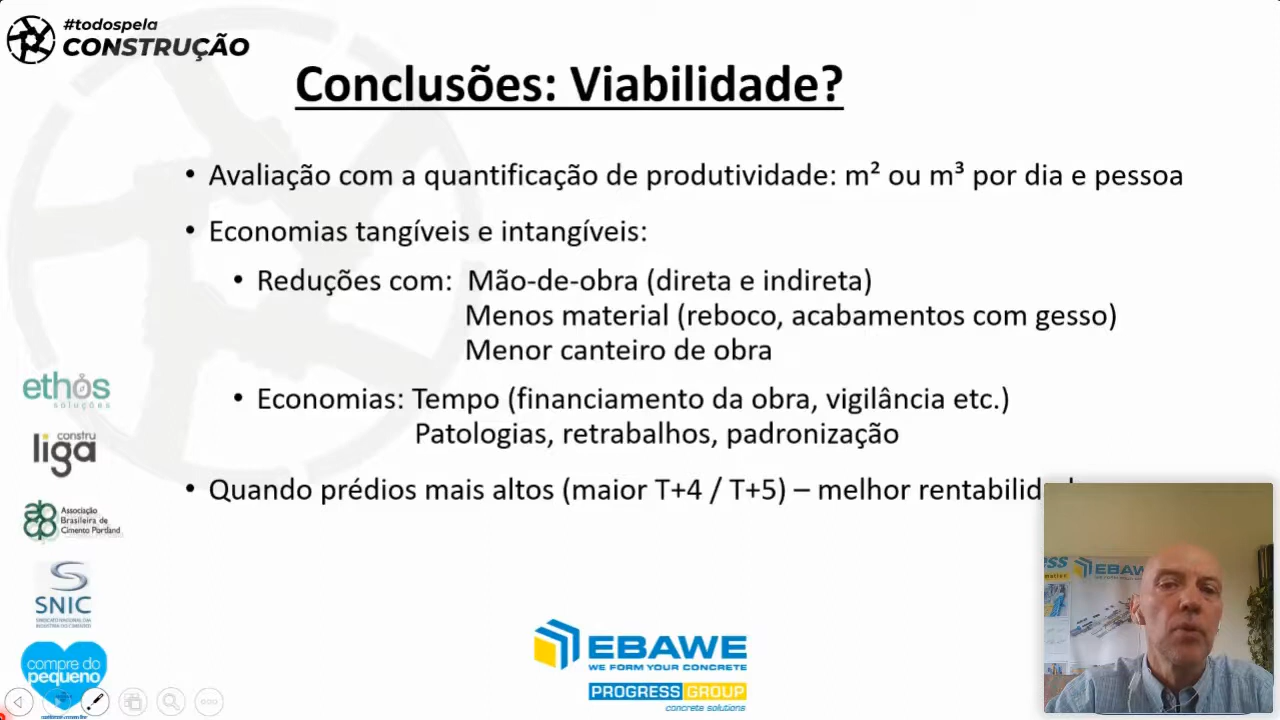 #todospela
CONSTRUÇÃO
Conclusões: Viabilidade?
• Avaliação com a quantificação de produtividade: m² ou m³ por dia e pessoa
• Economias tangíveis e intangíveis:
• Reduções com: Mão-de-obra (direta e indireta)
Menos material (reboco, acabamentos com gesso)
Menor canteiro de obra
• Economias: Tempo (financiamento da obra, vigilância etc.)
Patologias, retrabalhos, padronização
• Quando prédios mais altos (maior T+4 / T+5) – melhor
ethos
soluções
constru
liga
Associação
Brasileira de
Cimento Portland
SNIC
compre do
pequeno
EBAWE
WE FORM YOUR CONCRETE
PROGRESS GROUP
concrete solutions
EBAWE